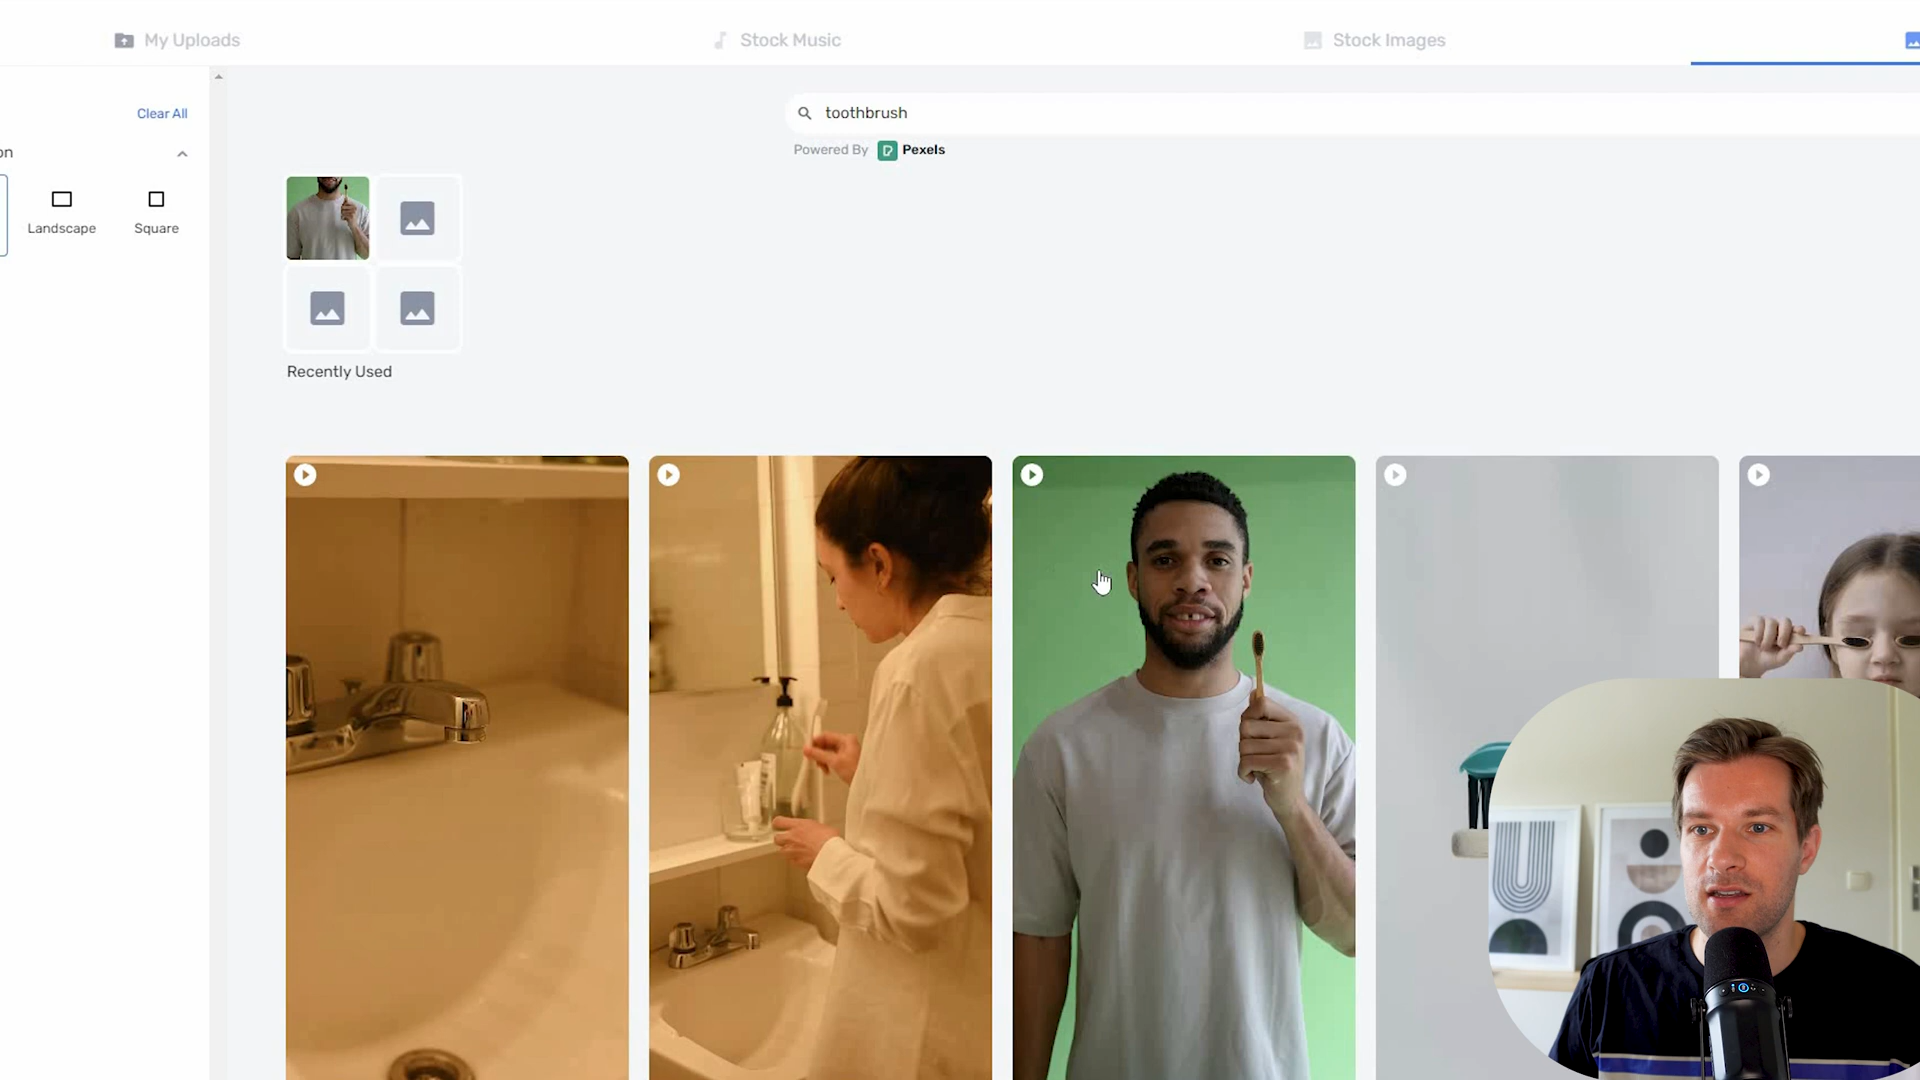 My Uploads
Stock Music
Stock Images
Clear All
toothbrush
on
Powered By Pexels
Landscape
Square
Recently Used